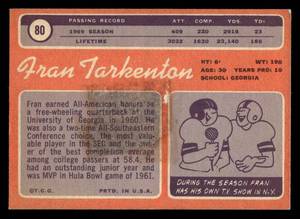 80
PASSING RECORD ATT. COMP. YDS. TD.
1969 SEASON 409 220 2918 23
LIFETIME 3032 1630 23,140 186
Fran Tarkenton
HT: 6' WT: 190
AGE: 30 YEARS PRO: 10
SCHOOL: GEORGIA
Fran earned All-American honors as
a free-wheeling quarterback at the
University of Georgia in 1960. He
was also a two-time All-Southeastern
Conference choice, the most valu-
able player in the SEC and the own-
er of the best completion average
among college passers at 58.4. He
had an outstanding junior year and
was MVP in Hula Bowl game of 1961.
©T.C.G. PRTD. IN U.S.A.
DURING THE SEASON FRAN
HAS HIS OWN T.V. SHOW IN N.Y.